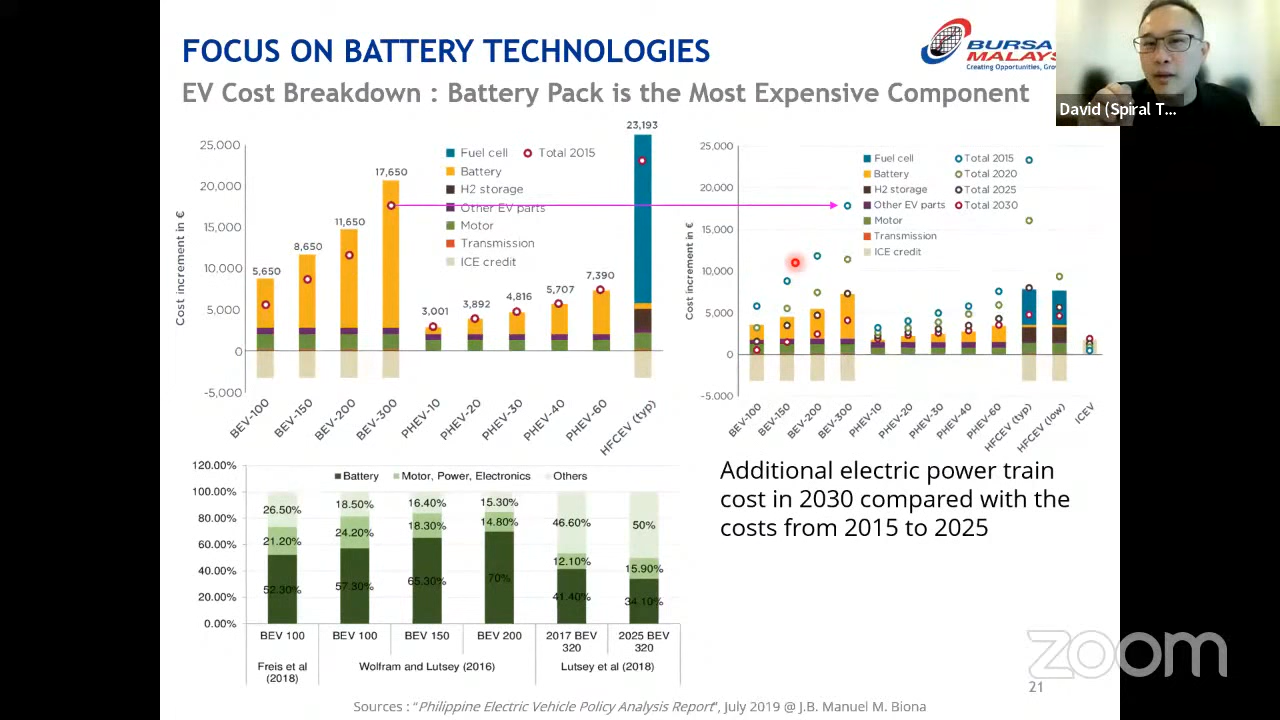 FOCUS ON BATTERY TECHNOLOGIES
BURSA
MALAYS
Creating Opportunities, Grow
David (Spiral T...
EV Cost Breakdown : Battery Pack is the Most Expensive Component
Cost increment in €
25,000
20,000
15,000
10,000
5,000
0
-5,000
5,650
8,650
11,650
17,650
3,001
3,892
4,816
5,707
7,390
23,193
Fuel cell
Total 2015
Battery
H2 storage
Other EV parts
Motor
Transmission
ICE credit
BEV-100
BEV-150
BEV-200
BEV-300
PHEV-10
PHEV-20
PHEV-30
PHEV-40
PHEV-60
HFCEV (typ)
Cost increment in €
25,000
20,000
15,000
10,000
5,000
0
-5,000
Fuel cell
Total 2015
Battery
Total 2020
H2 storage
Total 2025
Other EV parts
Total 2030
Motor
Transmission
ICE credit
BEV-100
BEV-150
BEV-200
BEV-300
PHEV-10
PHEV-20
PHEV-30
PHEV-40
PHEV-60
HFCEV (typ)
HFCEV (low)
ICEV
120.00%
100.00%
80.00%
60.00%
40.00%
20.00%
0.00%
Battery
Motor, Power, Electronics
Others
26.50%
18.50%
16.40%
15.30%
46.60%
50%
21.20%
24.20%
18.30%
14.80%
12.10%
15.90%
52.30%
57.30%
65.30%
70%
41.40%
34.10%
BEV 100
BEV 100
BEV 150
BEV 200
2017 BEV
320
2025 BEV
320
Freis et al
(2018)
Wolfram and Lutsey (2016)
Lutsey et al (2018)
Additional electric power train
cost in 2030 compared with the
costs from 2015 to 2025
zoom
21
Sources : “Philippine Electric Vehicle Policy Analysis Report”, July 2019 @ J.B. Manuel M. Biona